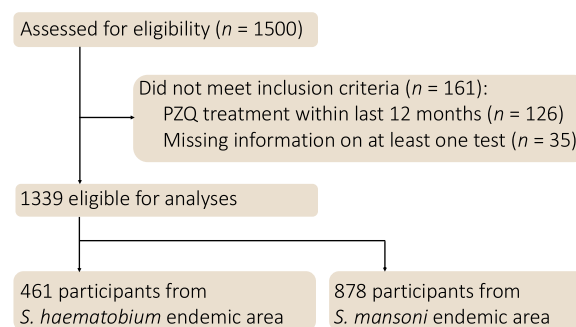 Assessed for eligibility (n = 1500)
Did not meet inclusion criteria (n = 161):
PZQ treatment within last 12 months (n = 126)
Missing information on at least one test (n = 35)
1339 eligible for analyses
461 participants from
S. haematobium endemic area
878 participants from
S. mansoni endemic area